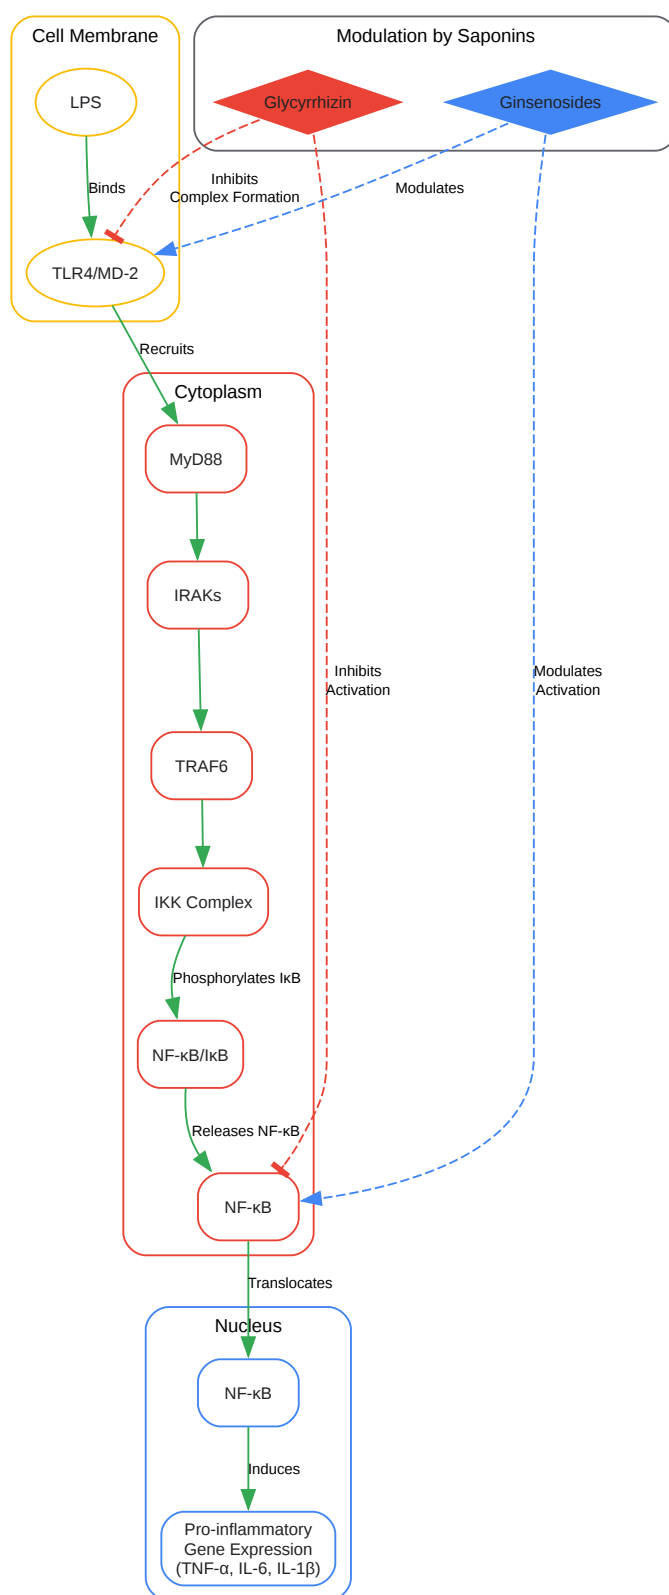 Cell Membrane
Modulation by Saponins
LPS
Glycyrrhizin
Ginsenosides
Binds
Inhibits
Complex Formation
Modulates
TLR4/MD-2
Recruits
Cytoplasm
MyD88
IRAKs
Inhibits
Activation
Modulates
Activation
TRAF6
IKK Complex
Phosphorylates IκB
NF-κB/IκB
Releases NF-κB
NF-κB
Translocates
Nucleus
NF-κB
Induces
Pro-inflammatory
Gene Expression
(TNF-α, IL-6, IL-1β)